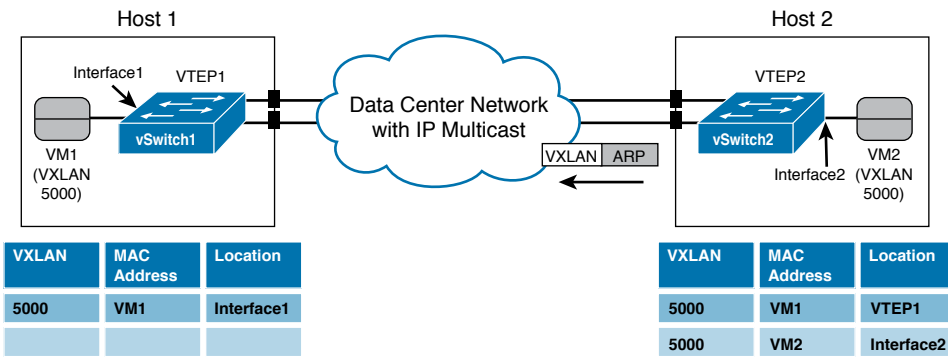 Host 1
Host 2
Interface1
VTEP1
VTEP2
Data Center Network
with IP Multicast
vSwitch1
vSwitch2
VXLAN ARP
VM1
(VXLAN
5000)
Interface2
VM2
(VXLAN
5000)
VXLAN MAC Address Location
5000 VM1 Interface1
VXLAN MAC Address Location
5000 VM1 VTEP1
5000 VM2 Interface2